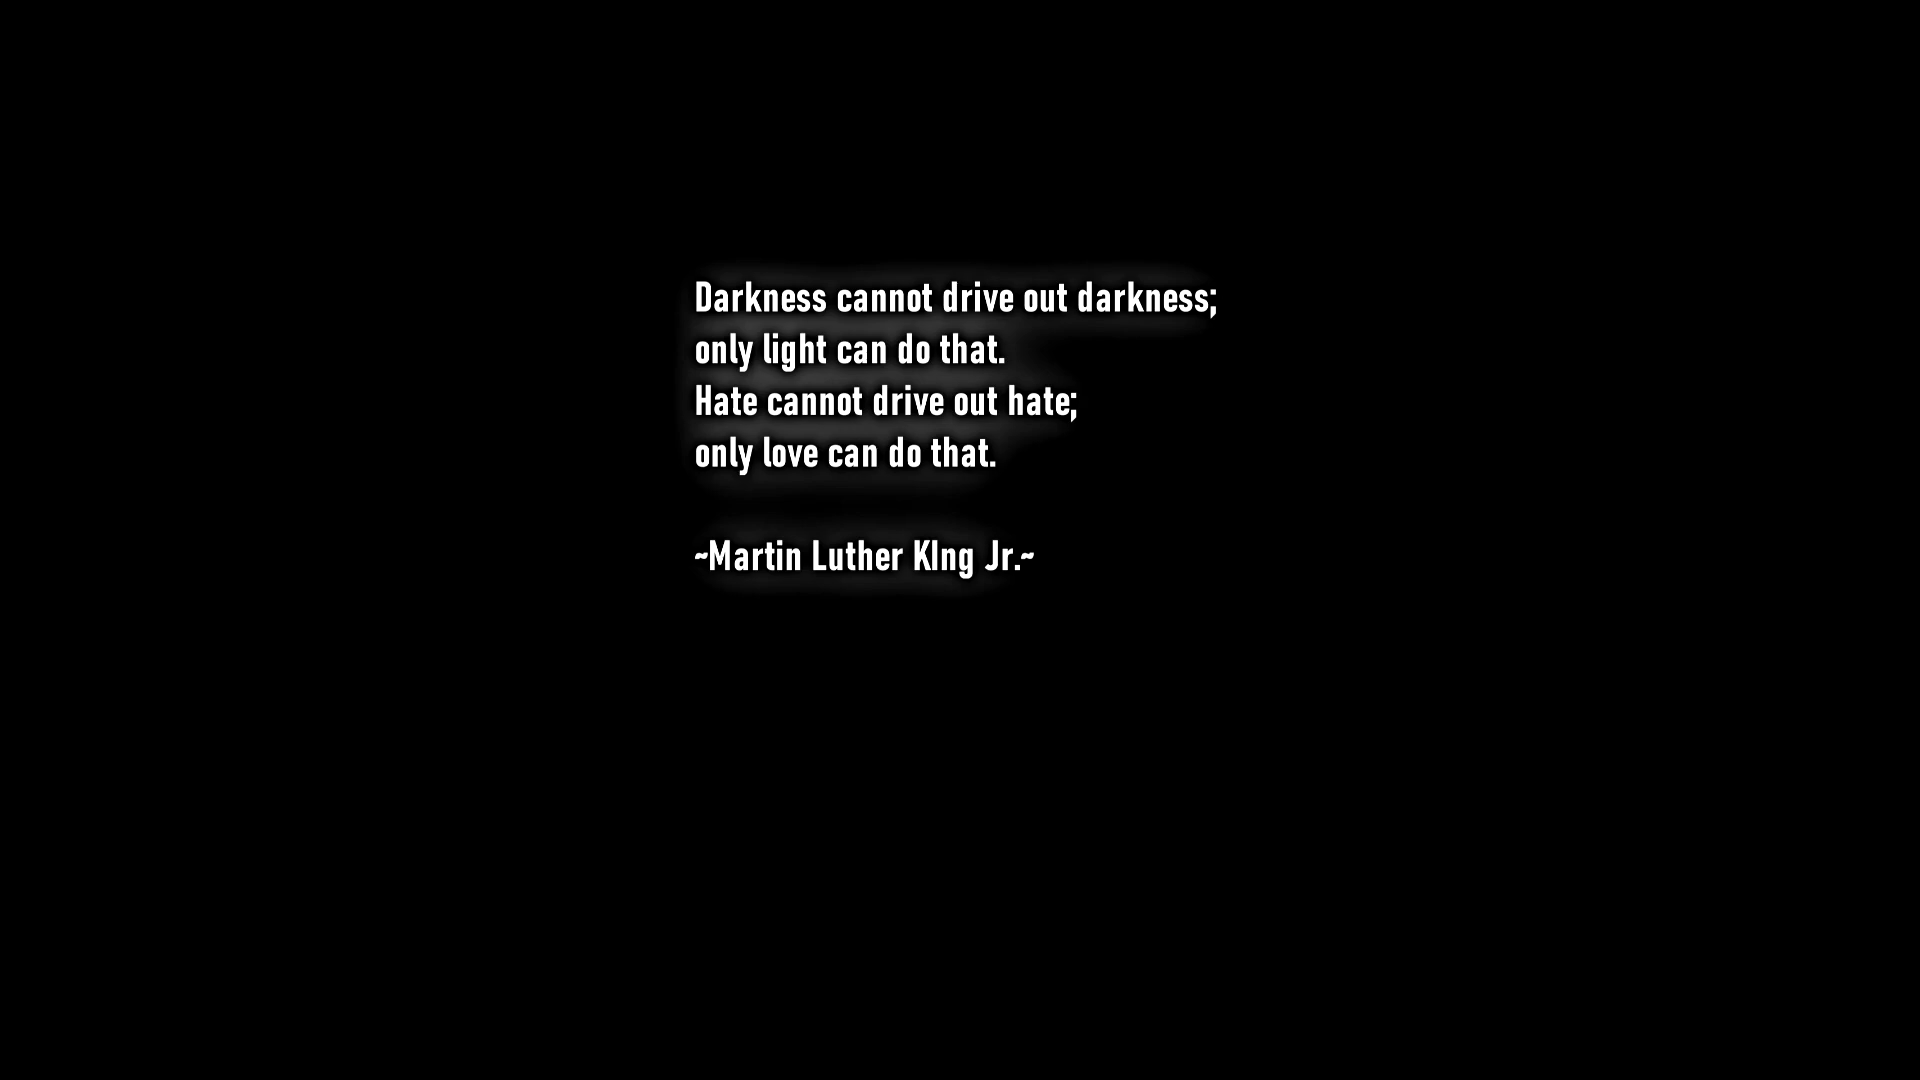 Darkness cannot drive out darkness;
only light can do that.
Hate cannot drive out hate;
only love can do that.
~Martin Luther KIng Jr.~